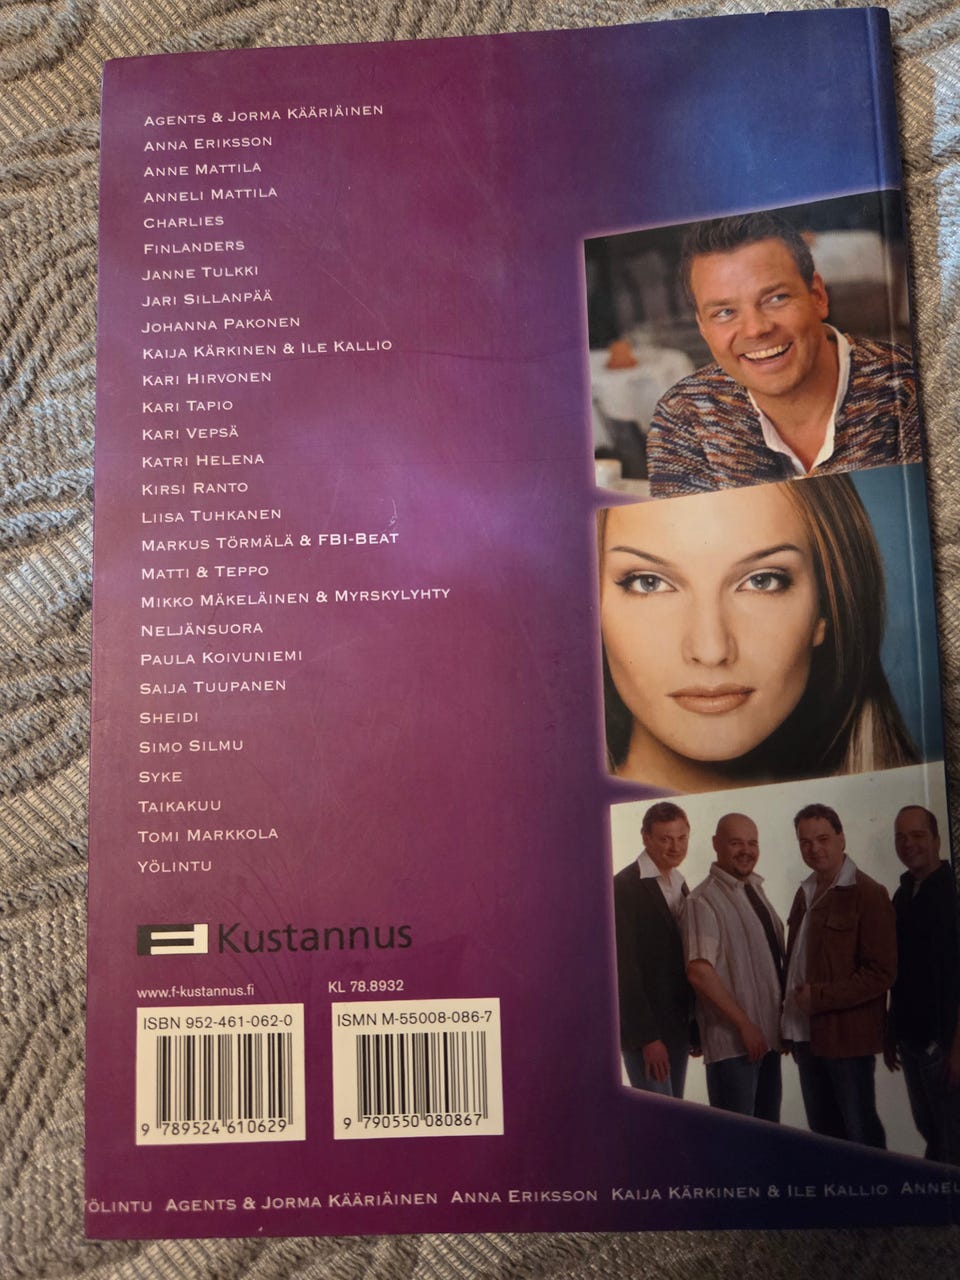 AGENTS & JORMA KÄÄRIÄINEN
ANNA ERIKSSON
ANNE MATTILA
ANNELI MATTILA
CHARLIES
FINLANDERS
JANNE TULKKI
JARI SILLANPÄÄ
JOHANNA PAKONEN
KAIJA KÄRKINEN & ILE KALLIO
KARI HIRVONEN
KARI TAPIO
KARI VEPSÄ
KATRI HELENA
KIRSI RANTO
LIISA TUHKANEN
MARKUS TÖRMÄLÄ & FBI-BEAT
MATTI & TEPPO
MIKKO MÄKELÄINEN & MYRSKYLYHTY
NELJÄNSUORA
PAULA KOIVUNIEMI
SAIJA TUUPANEN
SHEIDI
SIMO SILMU
SYKE
TAIKAKUU
TOMI MARKKOLA
YÖLINTU
F Kustannus
www.f-kustannus.fi KL 78.8932
ISBN 952-461-062-0 ISMN M-55008-086-7
9 789524 610629 9 790550 080867
ÖLINTU AGENTS & JORMA KÄÄRIÄINEN ANNA ERIKSSON KAIJA KÄRKINEN & ILE KALLIO ANNEL